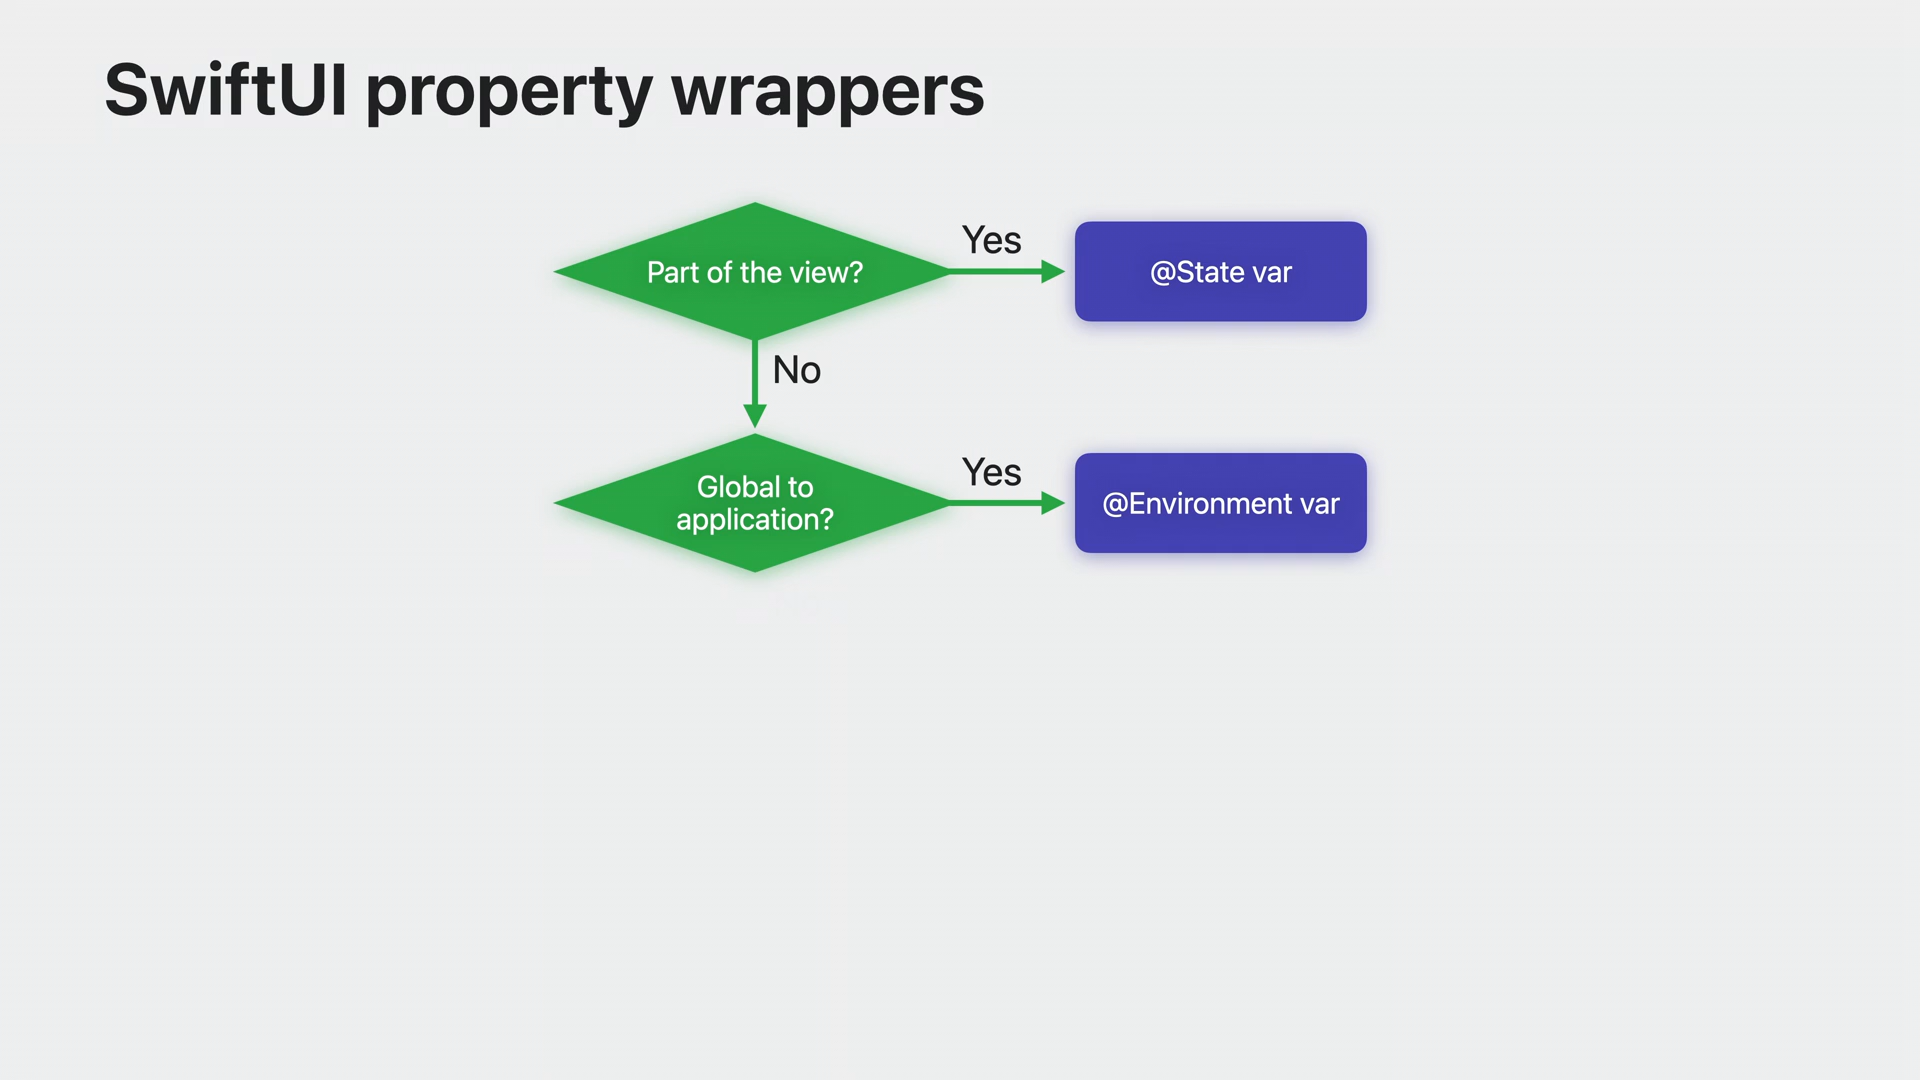 SwiftUI property wrappers
Yes
Part of the view?
@State var
No
Yes
Global to
application?
@Environment var